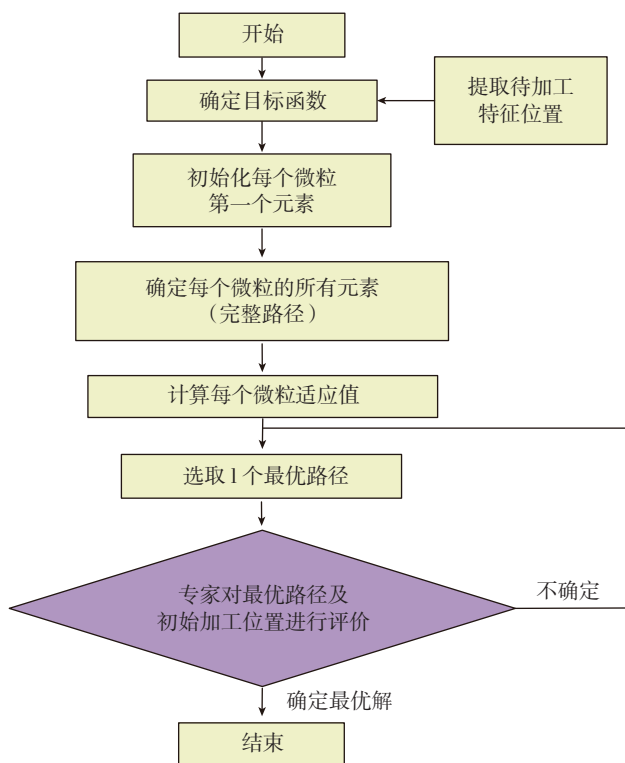 开始
确定目标函数
提取待加工
特征位置
初始化每个微粒
第一个元素
确定每个微粒的所有元素
（完整路径）
计算每个微粒适应值
选取 l 个最优路径
专家对最优路径及
初始加工位置进行评价
不确定
确定最优解
结束